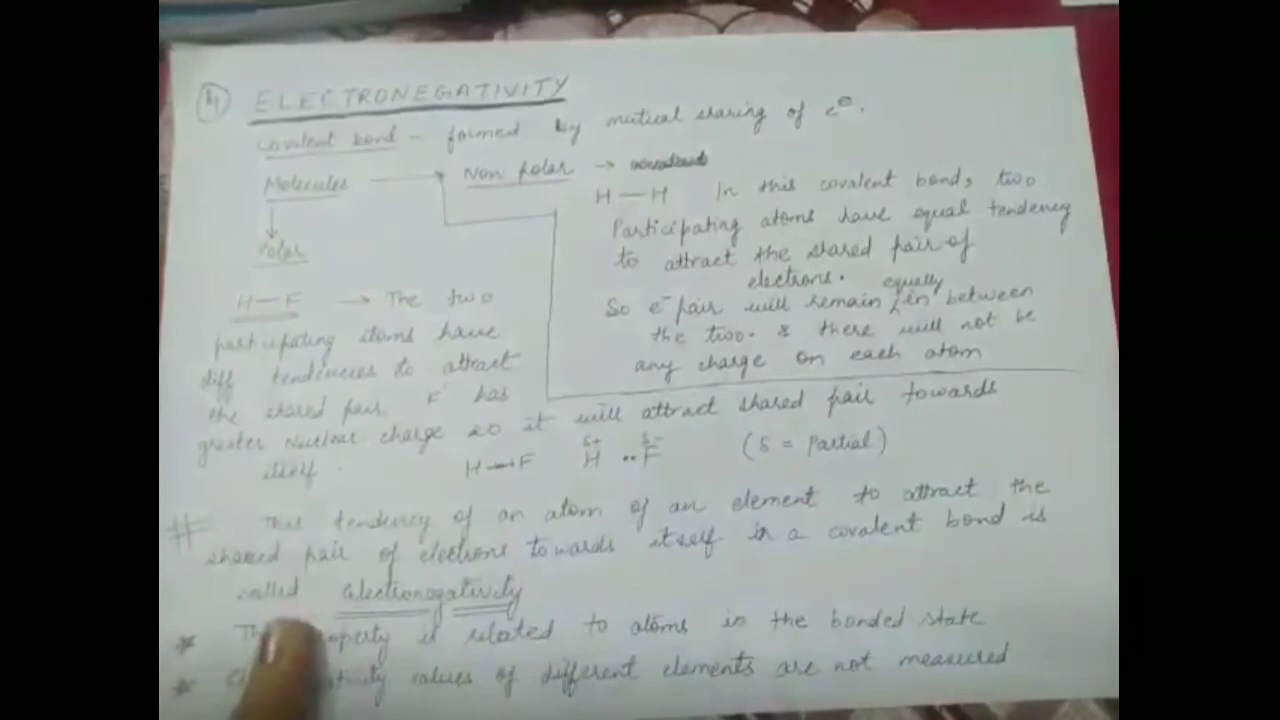 4 ELECTRONEGATIVITY
Covalent bond - formed by mutual sharing of e⊖.
Molecules → Non polar →
Polar
H—H In this covalent bond, two
Participating atoms have equal tendency
to attract the shared pair of
electrons. equally
So e⁻ pair will remain in between
the two. & there will not be
any charge on each atom
H—F → The two
participating atoms have
diff tendencies to attract
the shared pair. F has
greater Nuclear charge so it will attract shared pair towards
itself.
H—F δ+ H •• δ- F (δ = Partial)
# This tendency of an atom of an element to attract the
shared pair of electrons towards itself in a covalent bond is
called electronegativity
* is related to atoms in the bonded state
* values of different elements are not measured